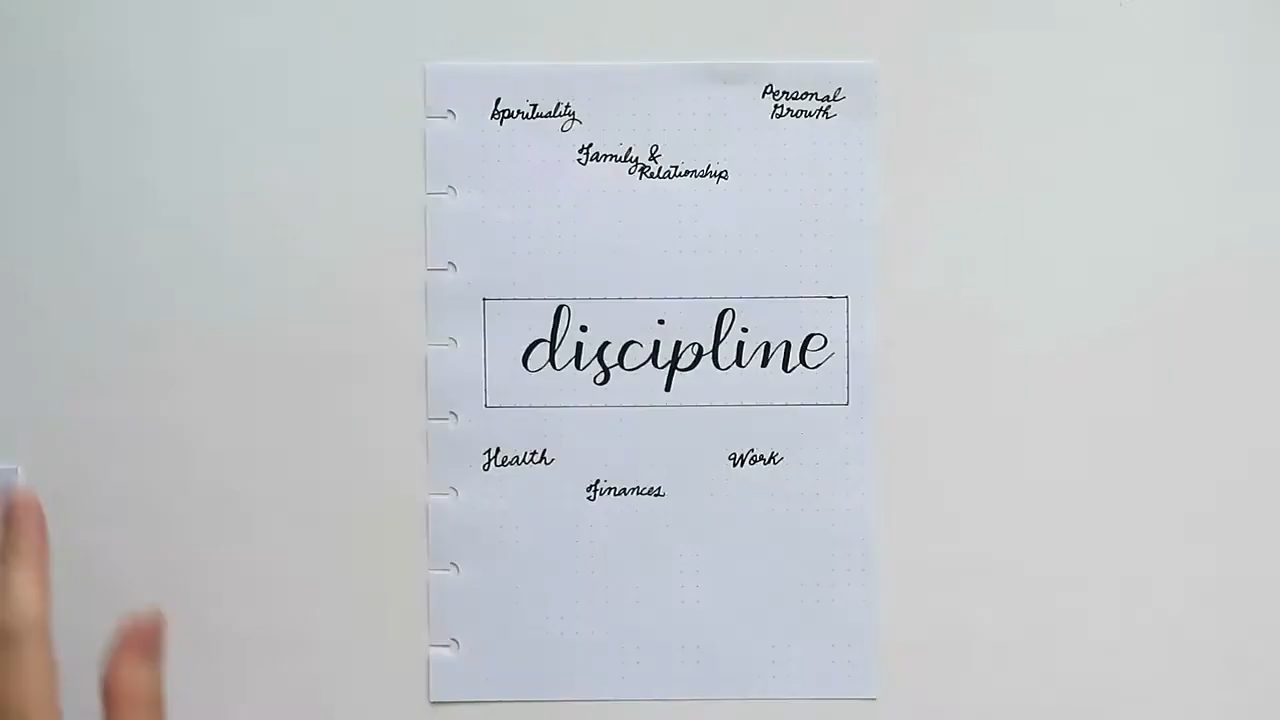 Spirituality
Personal
Growth
Family &
Relationship
discipline
Health
Work
Finances